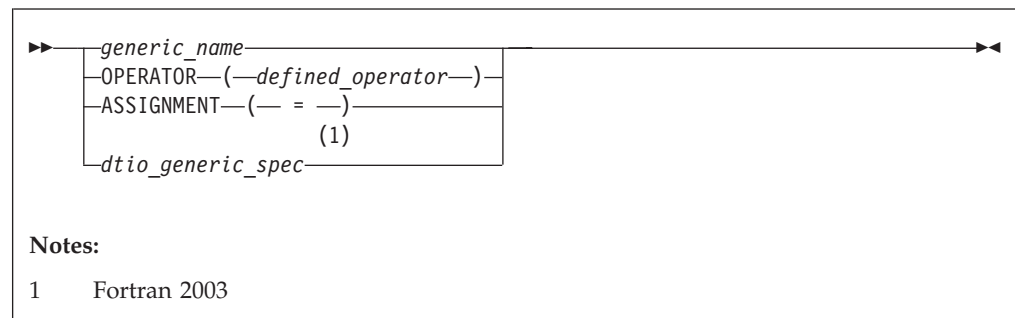 generic_name
OPERATOR ( defined_operator )
ASSIGNMENT ( = )
(1)
dtio_generic_spec
Notes:
1 Fortran 2003